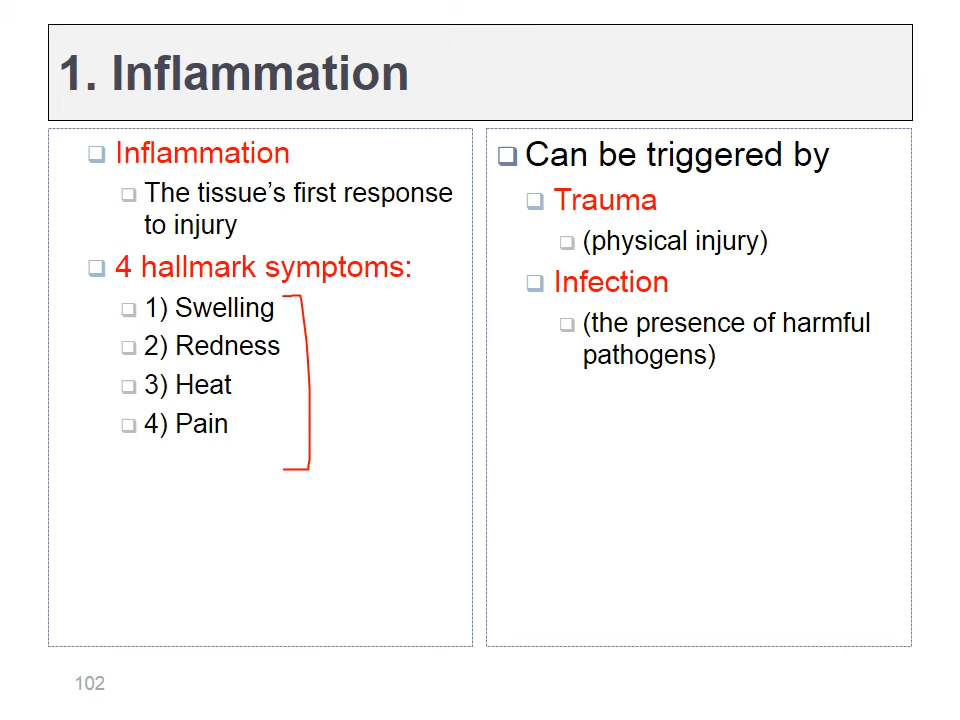 1. Inflammation
Inflammation
The tissue’s first response
to injury
4 hallmark symptoms:
1) Swelling
2) Redness
3) Heat
4) Pain
Can be triggered by
Trauma
(physical injury)
Infection
(the presence of harmful
pathogens)
102